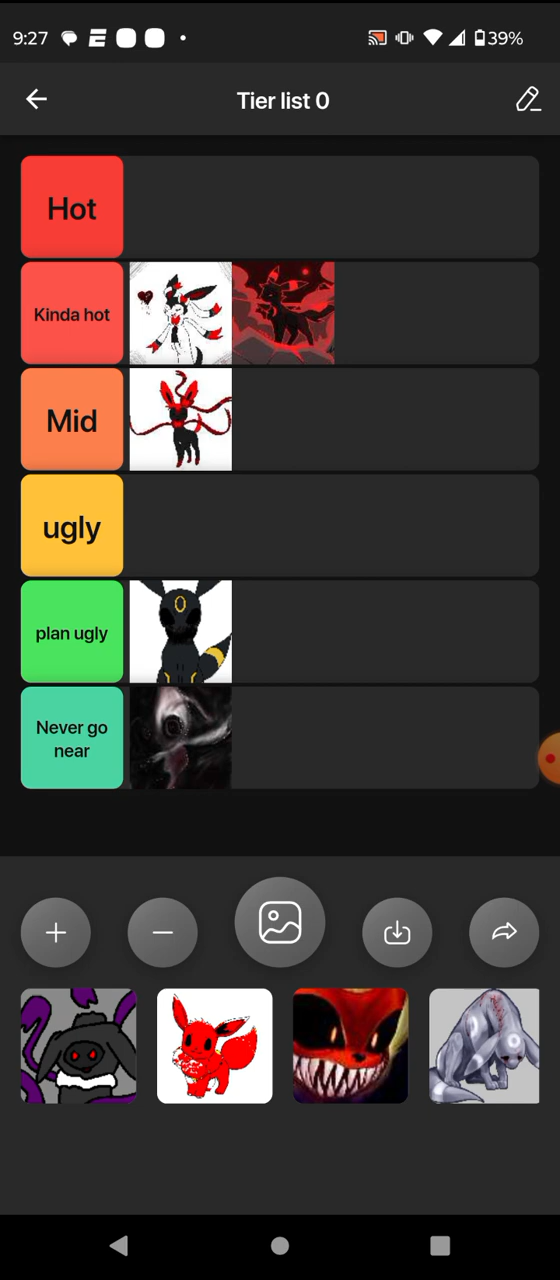 9:27
39%
Tier list 0
Hot
Kinda hot
Mid
ugly
plan ugly
Never go
near